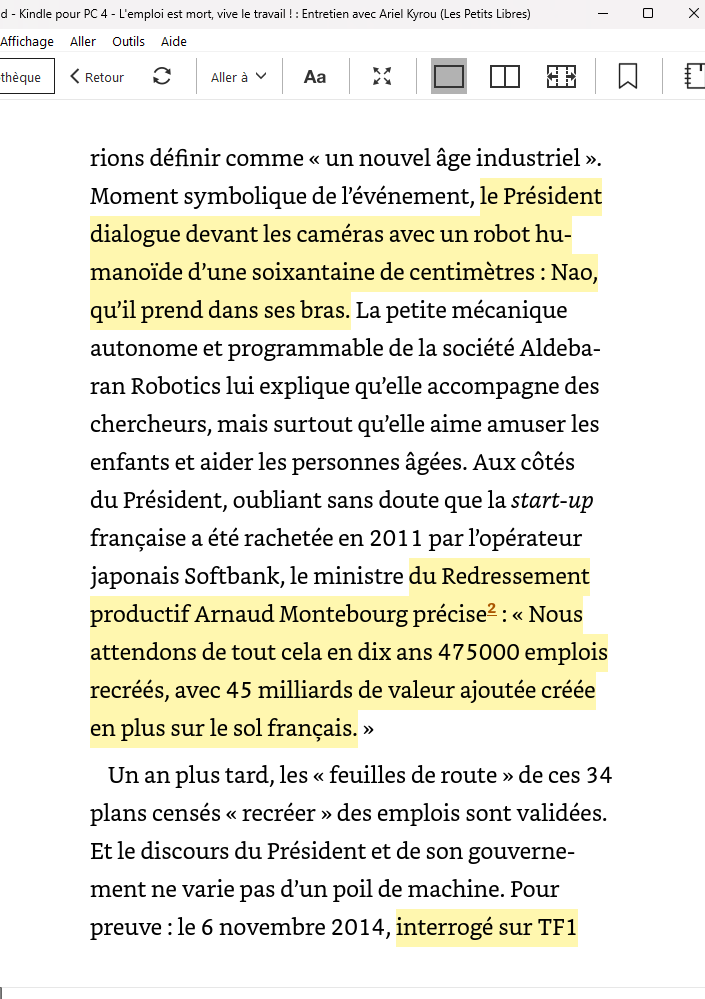 d - Kindle pour PC 4 - L'emploi est mort, vive le travail ! : Entretien avec Ariel Kyrou (Les Petits Libres)
Affichage Aller Outils Aide
thèque Retour Aller à Aa
rions définir comme « un nouvel âge industriel ».
Moment symbolique de l’événement, le Président
dialogue devant les caméras avec un robot hu-
manoïde d’une soixantaine de centimètres : Nao,
qu’il prend dans ses bras. La petite mécanique
autonome et programmable de la société Aldeba-
ran Robotics lui explique qu’elle accompagne des
chercheurs, mais surtout qu’elle aime amuser les
enfants et aider les personnes âgées. Aux côtés
du Président, oubliant sans doute que la start-up
française a été rachetée en 2011 par l’opérateur
japonais Softbank, le ministre du Redressement
productif Arnaud Montebourg précise2 : « Nous
attendons de tout cela en dix ans 475000 emplois
recréés, avec 45 milliards de valeur ajoutée créée
en plus sur le sol français. »
Un an plus tard, les « feuilles de route » de ces 34
plans censés « recréer » des emplois sont validées.
Et le discours du Président et de son gouverne-
ment ne varie pas d’un poil de machine. Pour
preuve : le 6 novembre 2014, interrogé sur TF1